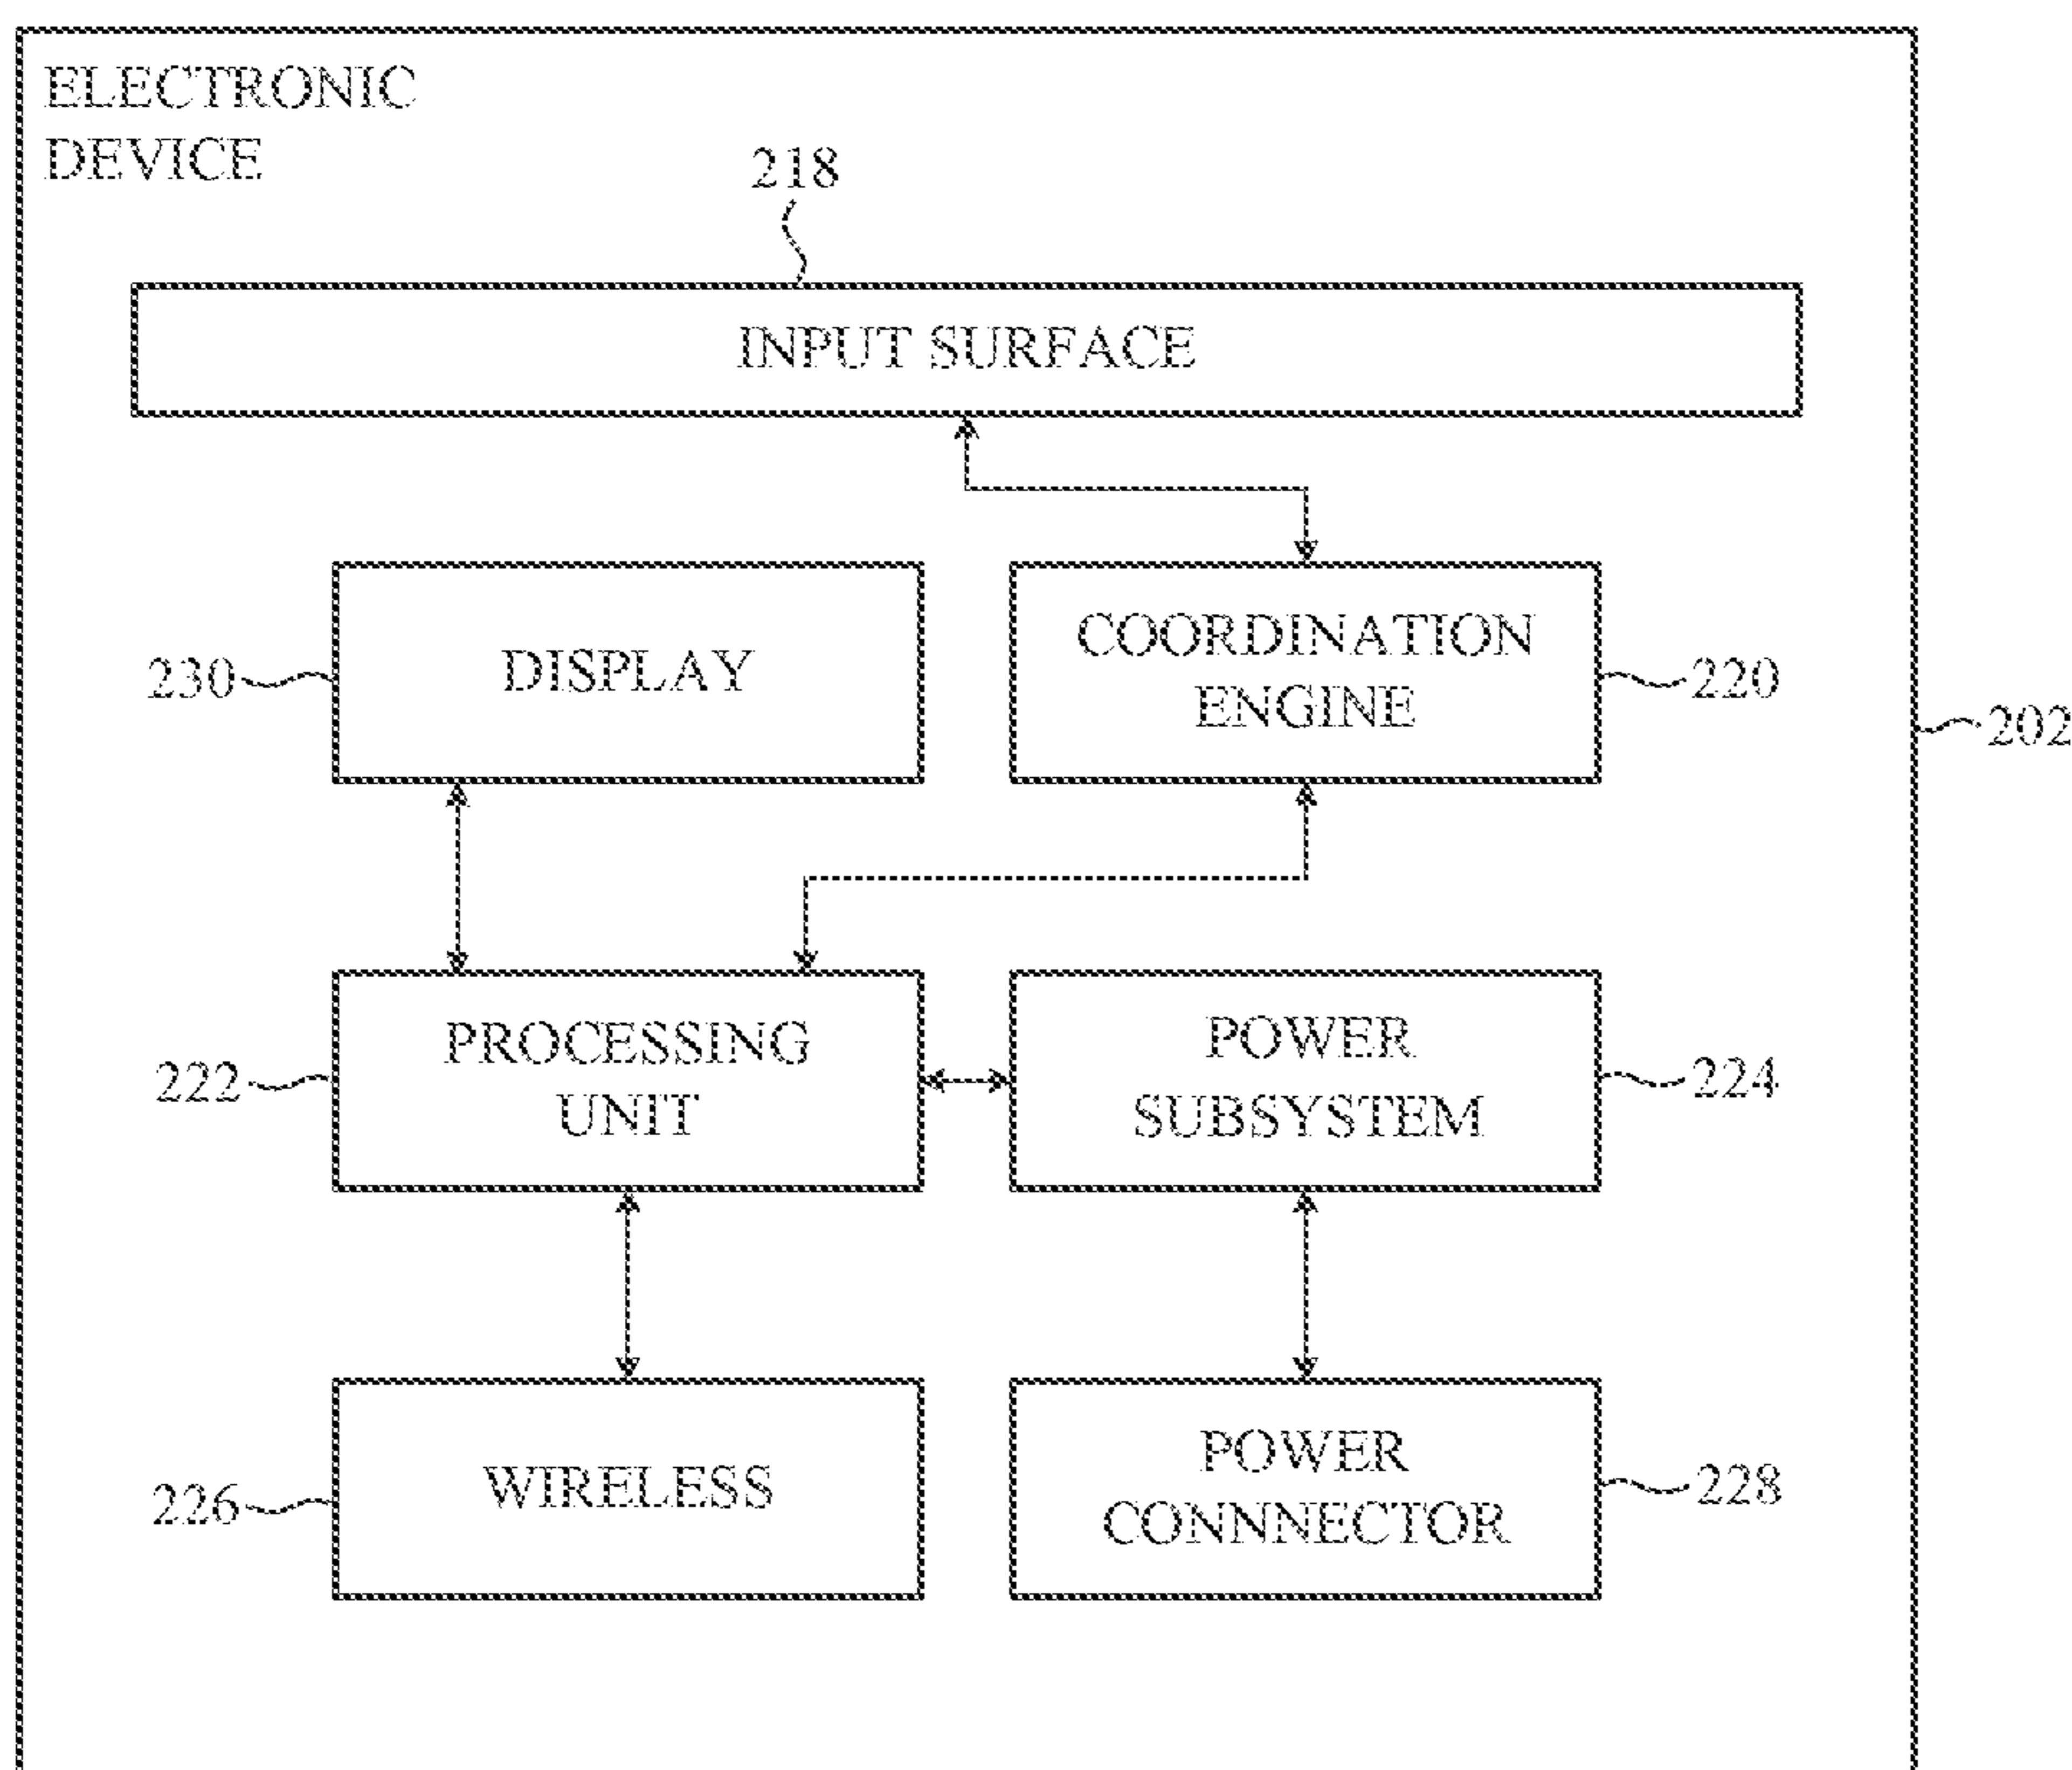 ELECTRONIC
DEVICE
218
INPUT SURFACE
230
DISPLAY
COORDINATION
ENGINE
220
202
222
PROCESSING
UNIT
POWER
SUBSYSTEM
224
226
WIRELESS
POWER
CONNNECTOR
228